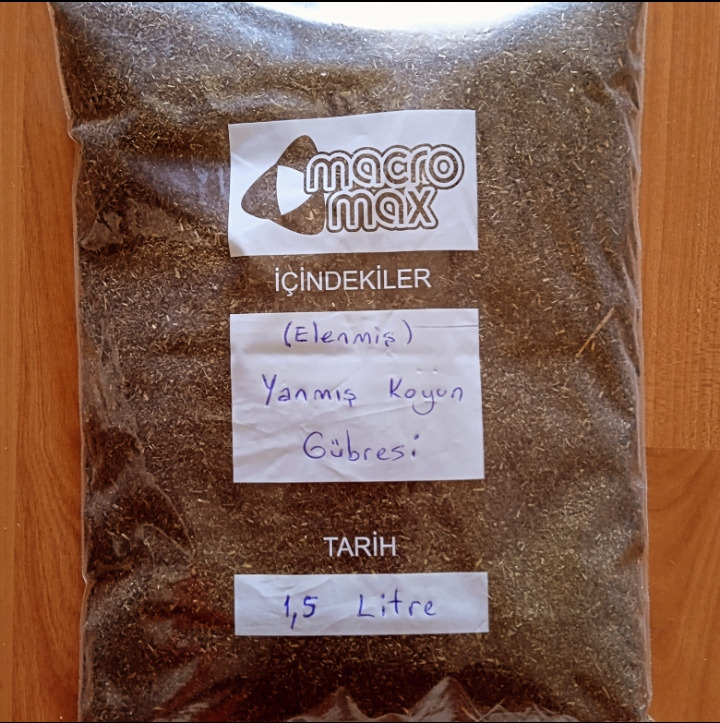 macro
max
İÇİNDEKİLER
(Elenmiş)
Yanmış Koyun
Gübresi
TARİH
1,5 Litre